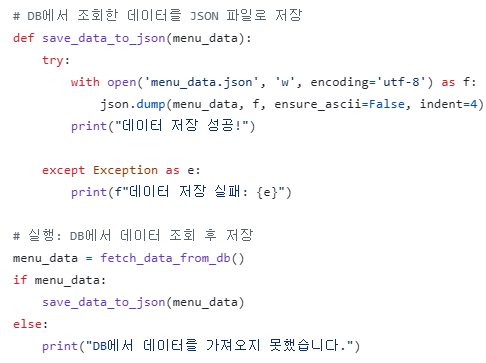 # DB에서 조회한 데이터를 JSON 파일로 저장
def save_data_to_json(menu_data):
    try:
        with open('menu_data.json', 'w', encoding='utf-8') as f:
            json.dump(menu_data, f, ensure_ascii=False, indent=4)
        print("데이터 저장 성공!")

    except Exception as e:
        print(f"데이터 저장 실패: {e}")

# 실행: DB에서 데이터 조회 후 저장
menu_data = fetch_data_from_db()
if menu_data:
    save_data_to_json(menu_data)
else:
    print("DB에서 데이터를 가져오지 못했습니다.")